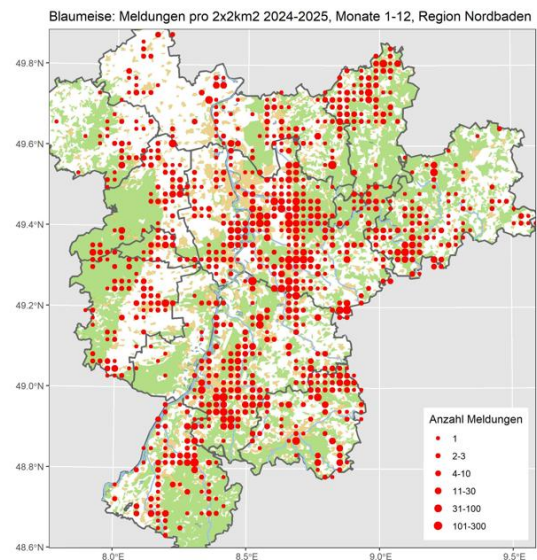 Blaumeise: Meldungen pro 2x2km2 2024-2025, Monate 1-12, Region Nordbaden
49.8°N
49.6°N
49.4°N
49.2°N
49.0°N
48.8°N
48.6°N
Anzahl Meldungen
1
2-3
4-10
11-30
31-100
101-300
8.0°E
8.5°E
9.0°E
9.5°E